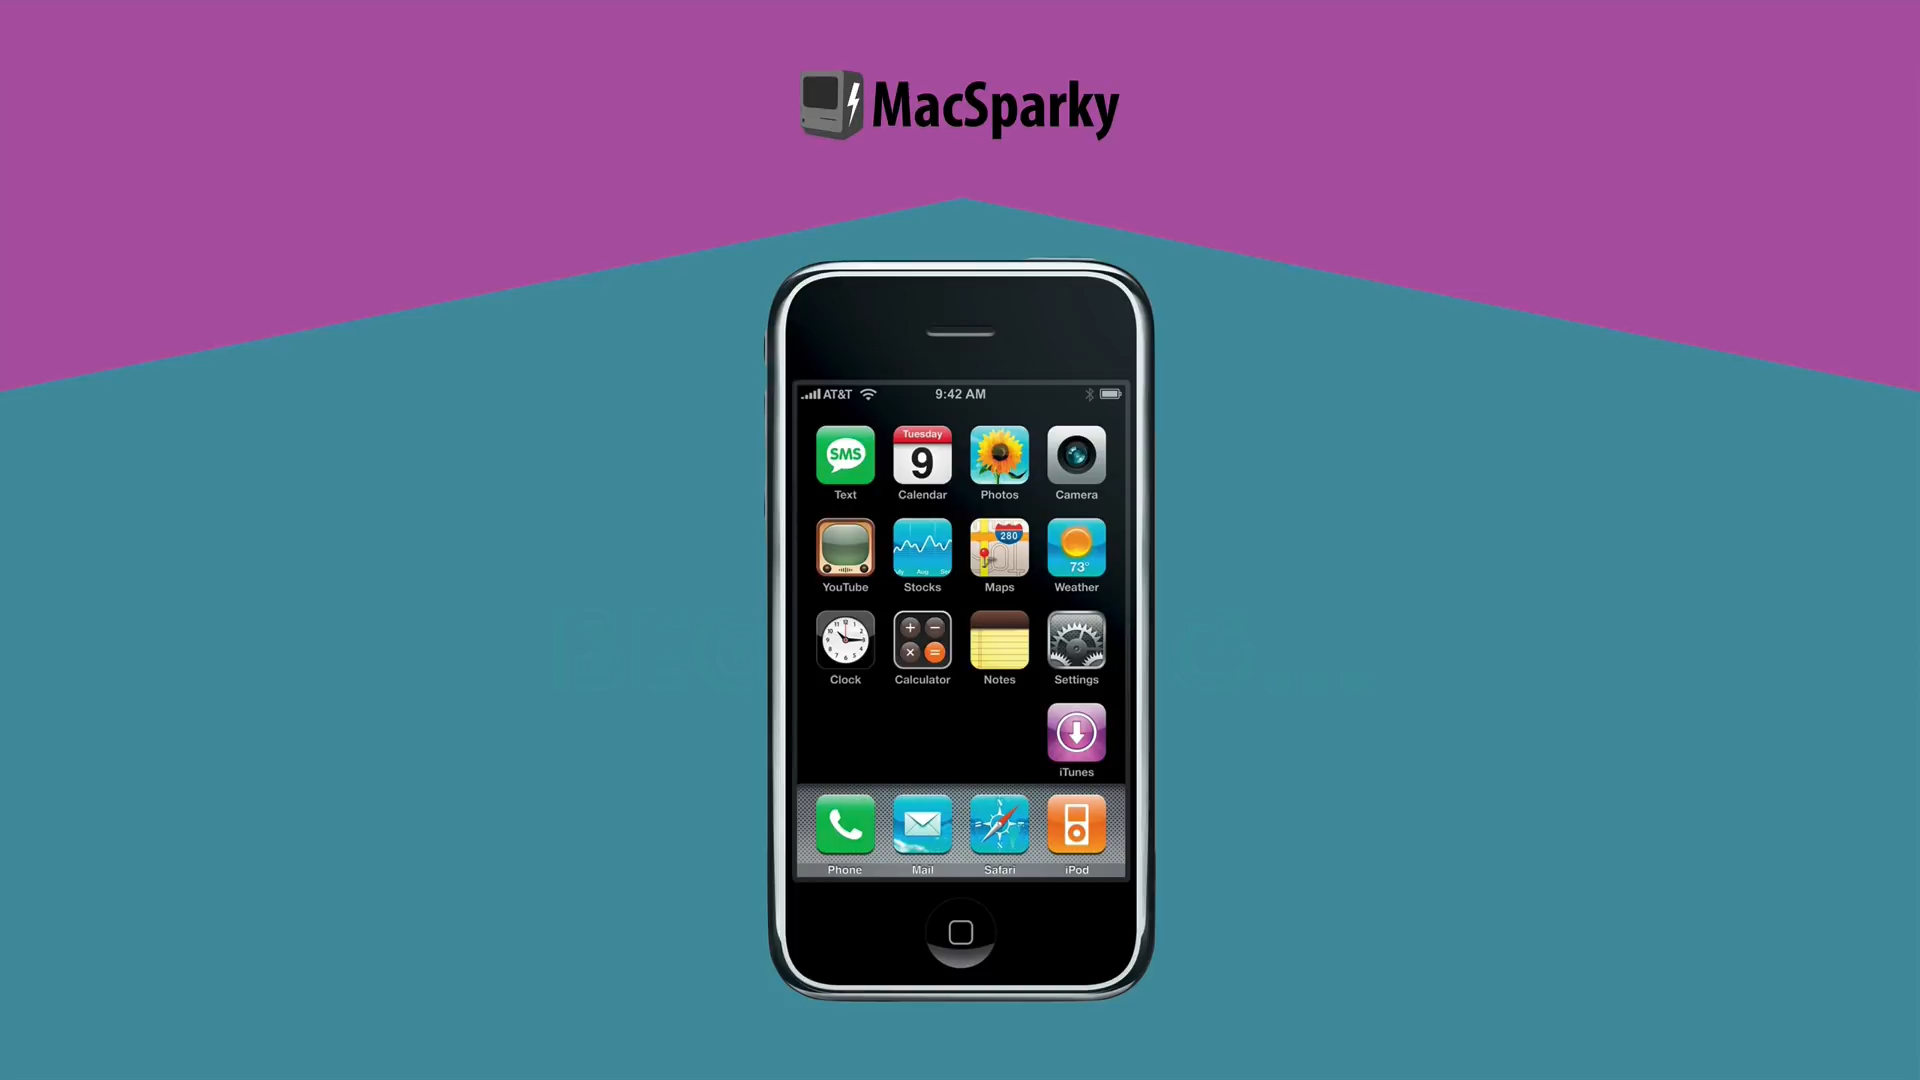 MacSparky
AT&T 9:42 AM
SMS Tuesday 9
Text Calendar Photos Camera
280 73°
YouTube Stocks Maps Weather
Clock Calculator Notes Settings
iTunes
Phone Mail Safari iPod